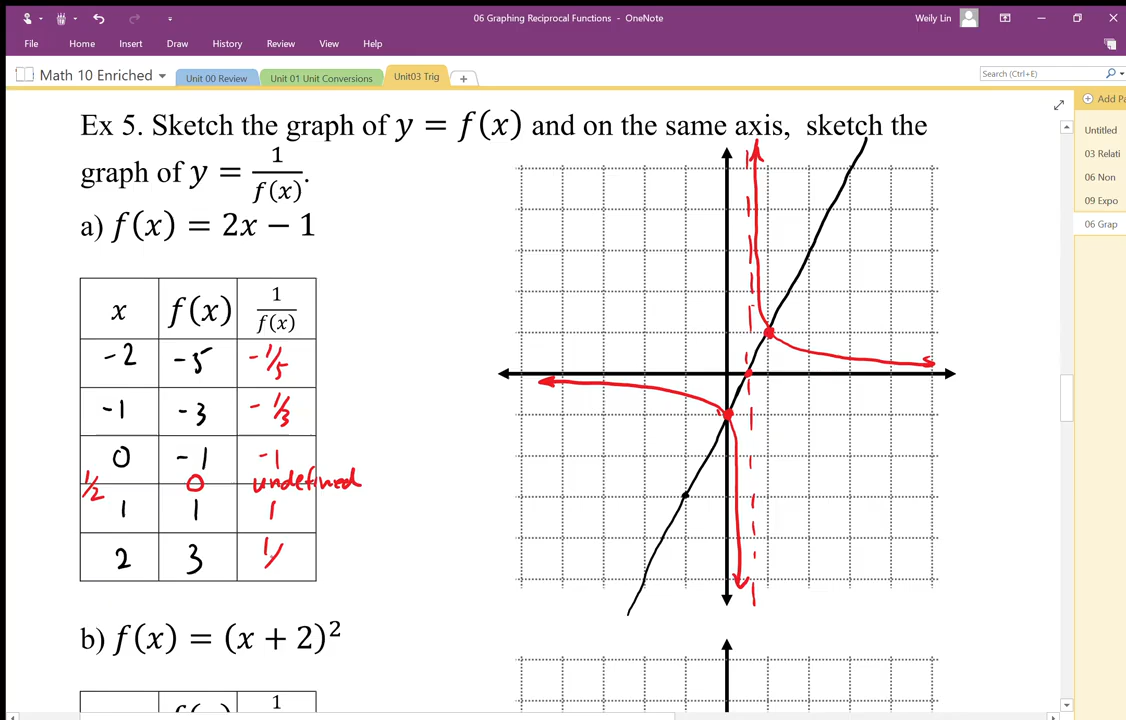 06 Graphing Reciprocal Functions - OneNote
Weily Lin
File Home Insert Draw History Review View Help
Math 10 Enriched
Unit 00 Review
Unit 01 Unit Conversions
Unit03 Trig
Search (Ctrl+E)
Add Pa
Untitled
03 Relati
06 Non
09 Expo
06 Grap
Ex 5. Sketch the graph of y = f(x) and on the same axis, sketch the
graph of y = 1/f(x).
a) f(x) = 2x − 1
x f(x) 1/f(x)
-2 -5 -1/5
-1 -3 -1/3
0 -1 -1
1/2 0 undefined
1 1 1
2 3 1/
b) f(x) = (x + 2)²